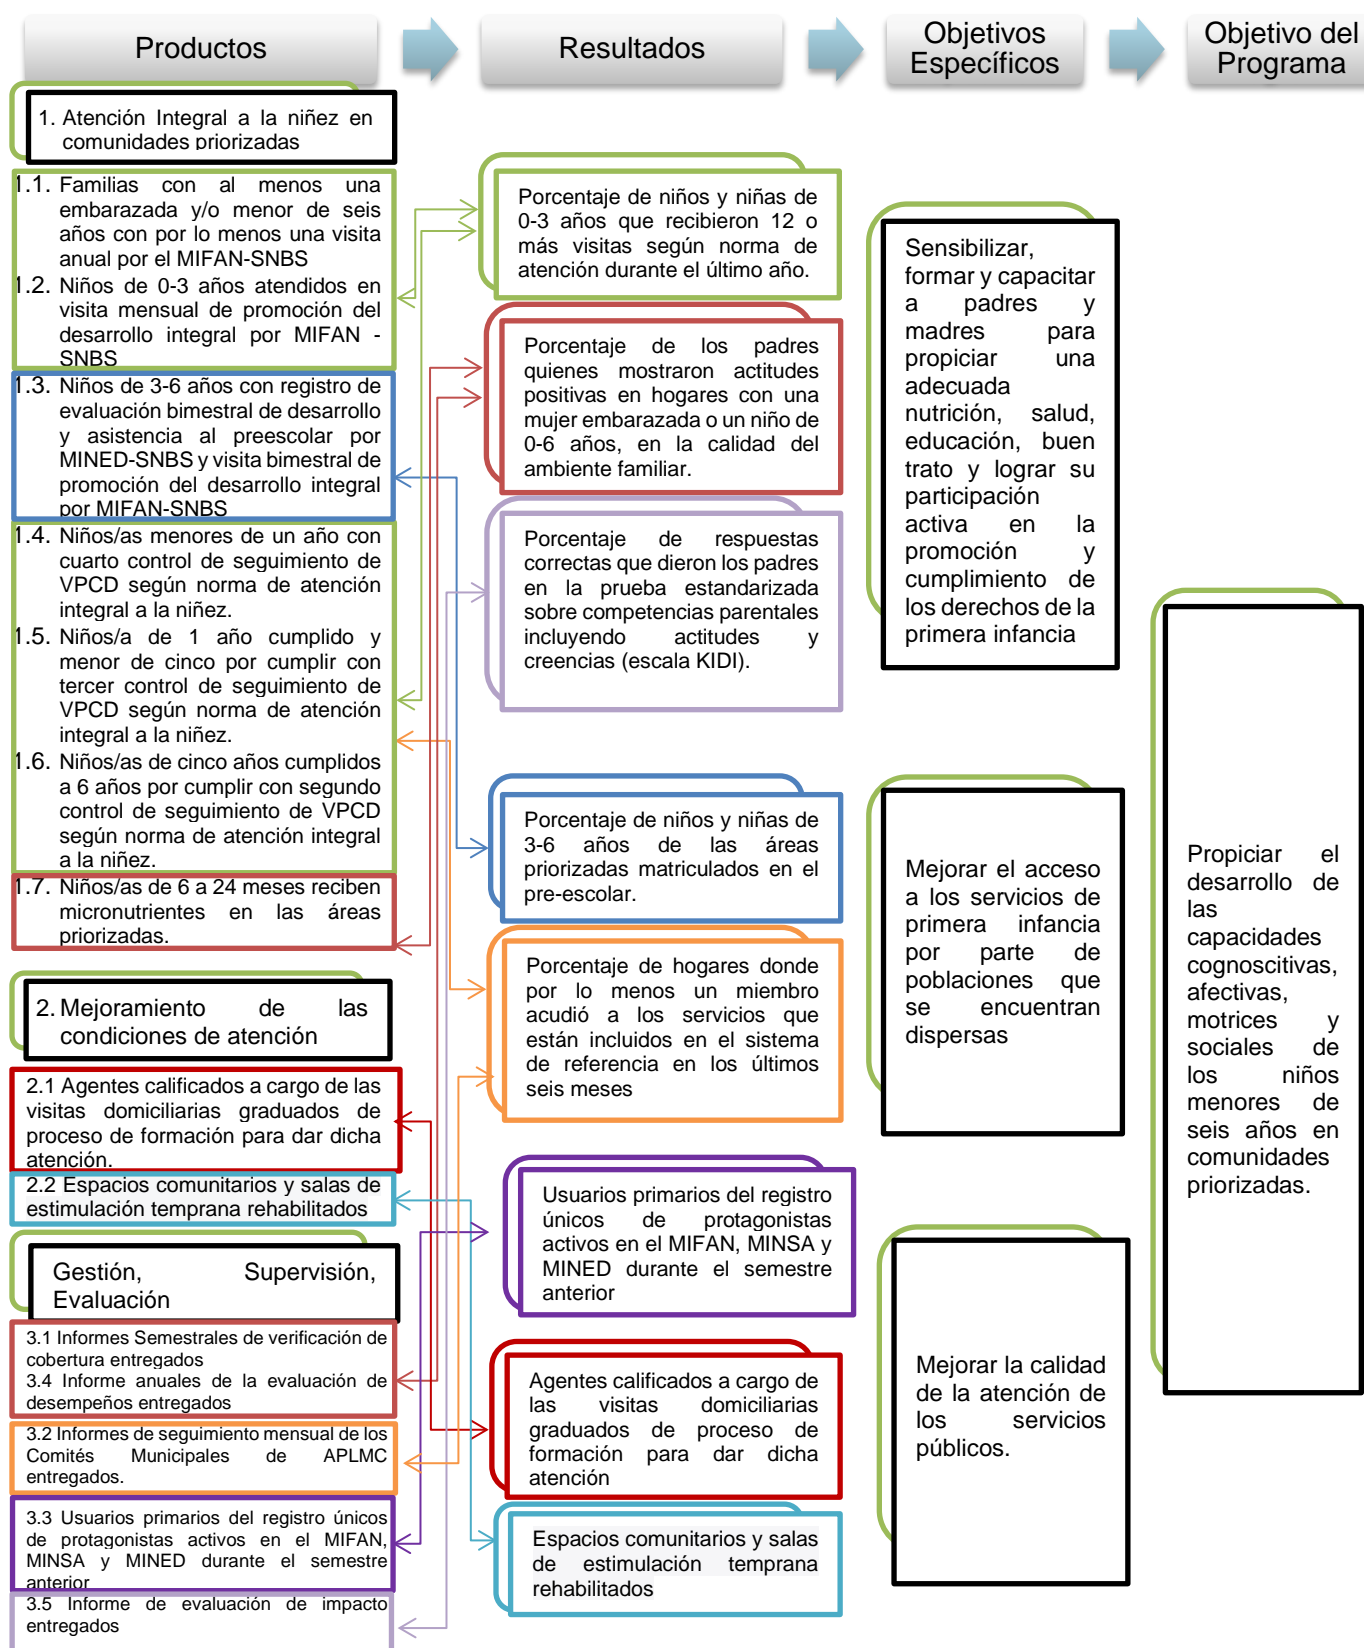 Productos
Resultados
Objetivos
Específicos
Objetivo del
Programa
1. Atención Integral a la niñez en
comunidades priorizadas
1.1. Familias con al menos una
embarazada y/o menor de seis
años con por lo menos una visita
anual por el MIFAN-SNBS
1.2. Niños de 0-3 años atendidos en
visita mensual de promoción del
desarrollo integral por MIFAN -
SNBS
1.3. Niños de 3-6 años con registro de
evaluación bimestral de desarrollo
y asistencia al preescolar por
MINED-SNBS y visita bimestral de
promoción del desarrollo integral
por MIFAN-SNBS
1.4. Niños/as menores de un año con
cuarto control de seguimiento de
VPCD según norma de atención
integral a la niñez.
1.5. Niños/a de 1 año cumplido y
menor de cinco por cumplir con
tercer control de seguimiento de
VPCD según norma de atención
integral a la niñez.
1.6. Niños/as de cinco años cumplidos
a 6 años por cumplir con segundo
control de seguimiento de VPCD
según norma de atención integral
a la niñez.
1.7. Niños/as de 6 a 24 meses reciben
micronutrientes en las áreas
priorizadas.
2. Mejoramiento de las
condiciones de atención
2.1 Agentes calificados a cargo de las
visitas domiciliarias graduados de
proceso de formación para dar dicha
atención.
2.2 Espacios comunitarios y salas de
estimulación temprana rehabilitados
Gestión, Supervisión,
Evaluación
3.1 Informes Semestrales de verificación de
cobertura entregados
3.4 Informe anuales de la evaluación de
desempeños entregados
3.2 Informes de seguimiento mensual de los
Comités Municipales de APLMC
entregados.
3.3 Usuarios primarios del registro únicos
de protagonistas activos en el MIFAN,
MINSA y MINED durante el semestre
anterior
3.5 Informe de evaluación de impacto
entregados
Porcentaje de niños y niñas de
0-3 años que recibieron 12 o
más visitas según norma de
atención durante el último año.
Porcentaje de los padres
quienes mostraron actitudes
positivas en hogares con una
mujer embarazada o un niño de
0-6 años, en la calidad del
ambiente familiar.
Porcentaje de respuestas
correctas que dieron los padres
en la prueba estandarizada
sobre competencias parentales
incluyendo actitudes y
creencias (escala KIDI).
Porcentaje de niños y niñas de
3-6 años de las áreas
priorizadas matriculados en el
pre-escolar.
Porcentaje de hogares donde
por lo menos un miembro
acudió a los servicios que
están incluidos en el sistema
de referencia en los últimos
seis meses
Usuarios primarios del registro
únicos de protagonistas
activos en el MIFAN, MINSA y
MINED durante el semestre
anterior
Agentes calificados a cargo de
las visitas domiciliarias
graduados de proceso de
formación para dar dicha
atención
Espacios comunitarios y salas
de estimulación temprana
rehabilitados
Sensibilizar,
formar y capacitar
a padres y
madres para
propiciar una
adecuada
nutrición, salud,
educación, buen
trato y lograr su
participación
activa en la
promoción y
cumplimiento de
los derechos de la
primera infancia
Mejorar el acceso
a los servicios de
primera infancia
por parte de
poblaciones que
se encuentran
dispersas
Mejorar la calidad
de la atención de
los servicios
públicos.
Propiciar el
desarrollo de
las
capacidades
cognoscitivas,
afectivas,
motrices y
sociales de
los niños
menores de
seis años en
comunidades
priorizadas.